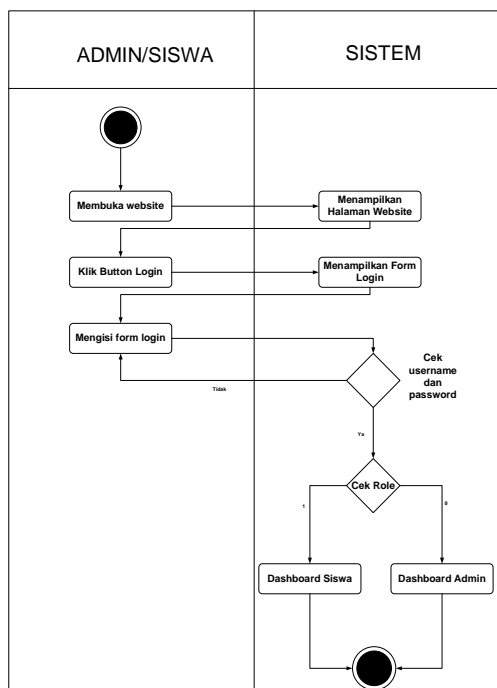 ADMIN/SISWA
SISTEM
Membuka website
Menampilkan
Halaman Website
Klik Button Login
Menampilkan Form
Login
Mengisi form login
Cek
username
dan
password
Tidak
Ya
Cek Role
1
0
Dashboard Siswa
Dashboard Admin